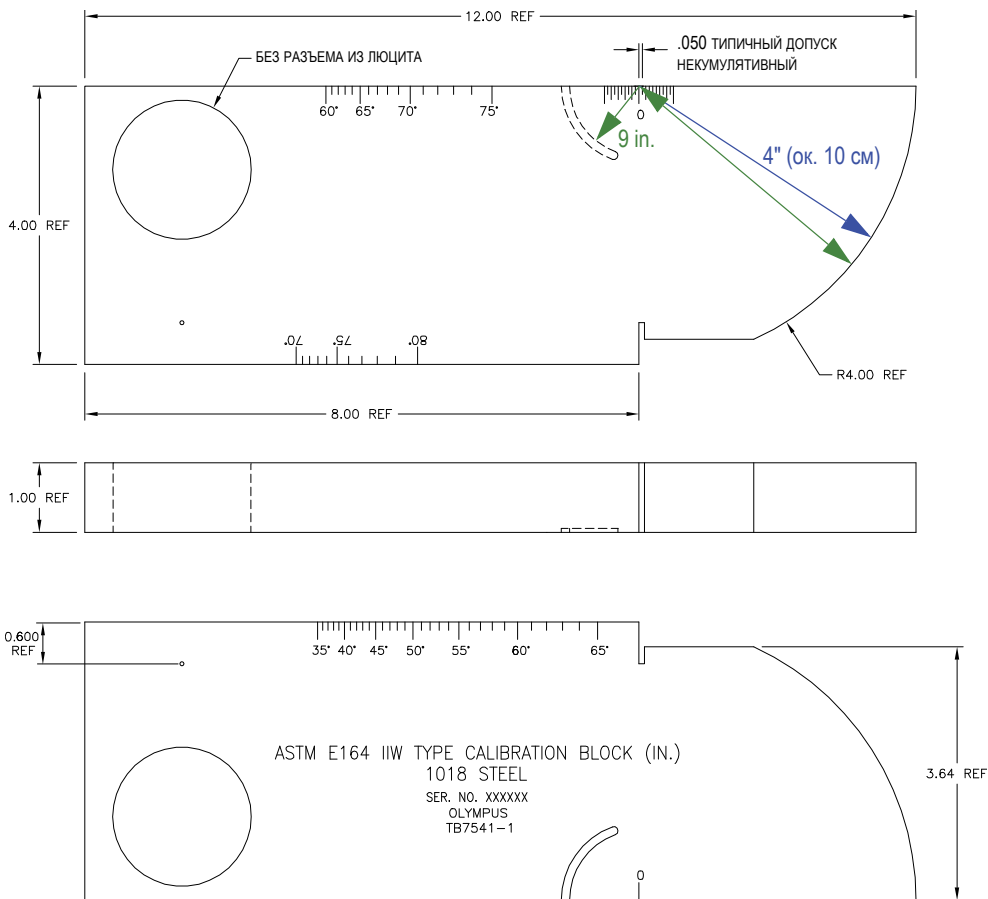 12.00 REF
.050 ТИПИЧНЫЙ ДОПУСК
НЕКУМУЛЯТИВНЫЙ
БЕЗ РАЗЪЕМА ИЗ ЛЮЦИТА
60° 65° 70° 75°
0
9 in.
4" (ок. 10 см)
4.00 REF
70° 75° 80°
R4.00 REF
8.00 REF
1.00 REF
0.600
REF
35° 40° 45° 50° 55° 60° 65°
ASTM E164 IIW TYPE CALIBRATION BLOCK (IN.)
1018 STEEL
SER. NO. XXXXXX
OLYMPUS
TB7541-1
3.64 REF
0